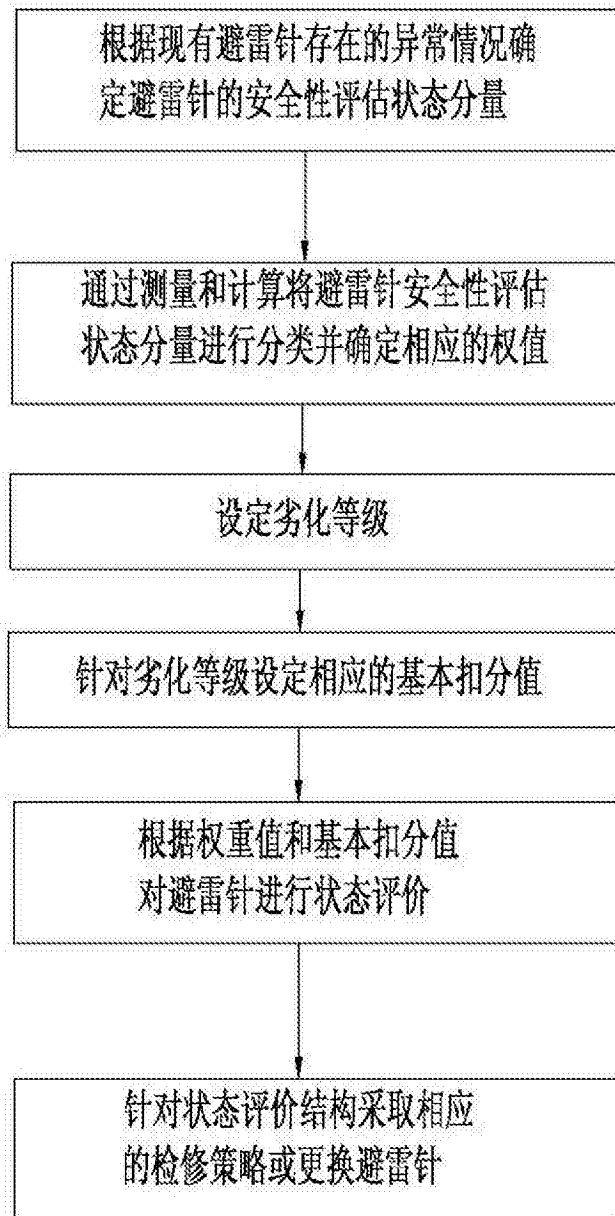 根据现有避雷针存在的异常情况确
定避雷针的安全性评估状态分量
通过测量和计算将避雷针安全性评估
状态分量进行分类并确定相应的权值
设定劣化等级
针对劣化等级设定相应的基本扣分值
根据权重值和基本扣分值
对避雷针进行状态评价
针对状态评价结构采取相应
的检修策略或更换避雷针